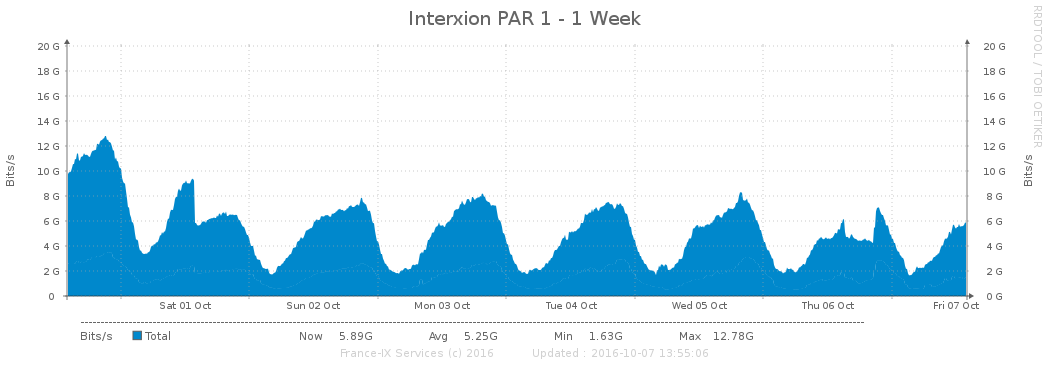 Interxion PAR 1 - 1 Week
RRDTOOL / TOBI OETIKER
Bits/s
20 G 20 G
18 G 18 G
16 G 16 G
14 G 14 G
12 G 12 G
10 G 10 G
8 G 8 G
6 G 6 G
4 G 4 G
2 G 2 G
0 0 G
Bits/s
Sat 01 Oct Sun 02 Oct Mon 03 Oct Tue 04 Oct Wed 05 Oct Thu 06 Oct Fri 07 Oct
Bits/s Total Now 5.89G Avg 5.25G Min 1.63G Max 12.78G
France-IX Services (c) 2016 Updated : 2016-10-07 13:55:06